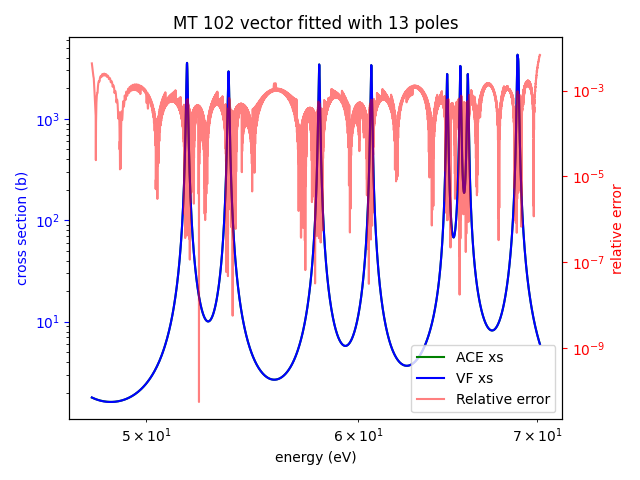 MT 102 vector fitted with 13 poles
cross section (b)
10³
10²
10¹
10⁻³
10⁻⁵
10⁻⁷
10⁻⁹
relative error
ACE xs
VF xs
Relative error
5 × 10¹
6 × 10¹
7 × 10¹
energy (eV)